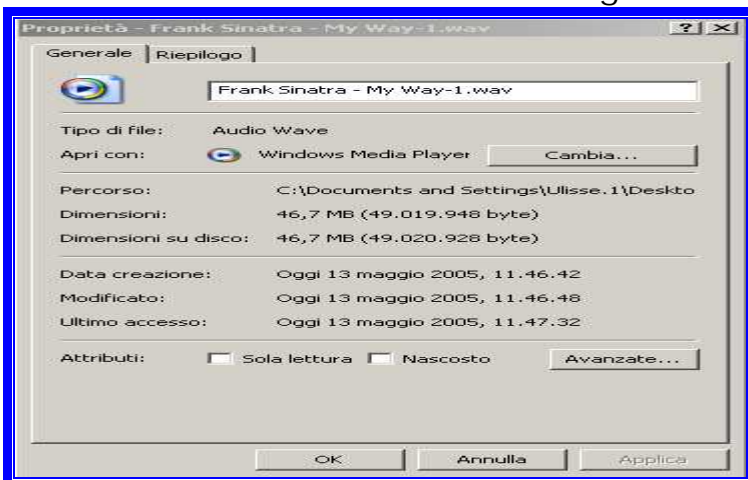 Proprietà - Frank Sinatra - My Way-1.wav
Generale Riepilogo
Frank Sinatra - My Way-1.wav
Tipo di file: Audio Wave
Apri con: Windows Media Player Cambia...
Percorso: C:\Documents and Settings\Ulisse.1\Deskto
Dimensioni: 46,7 MB (49.019.948 byte)
Dimensioni su disco: 46,7 MB (49.020.928 byte)
Data creazione: Oggi 13 maggio 2005, 11.46.42
Modificato: Oggi 13 maggio 2005, 11.46.48
Ultimo accesso: Oggi 13 maggio 2005, 11.47.32
Attributi: Sola lettura Nascosto Avanzate...
OK Annulla Applica